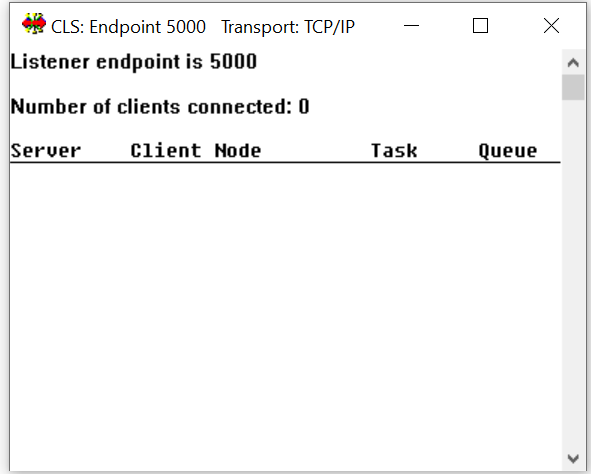 CLS: Endpoint 5000   Transport: TCP/IP
Listener endpoint is 5000
Number of clients connected: 0
Server   Client Node   Task   Queue